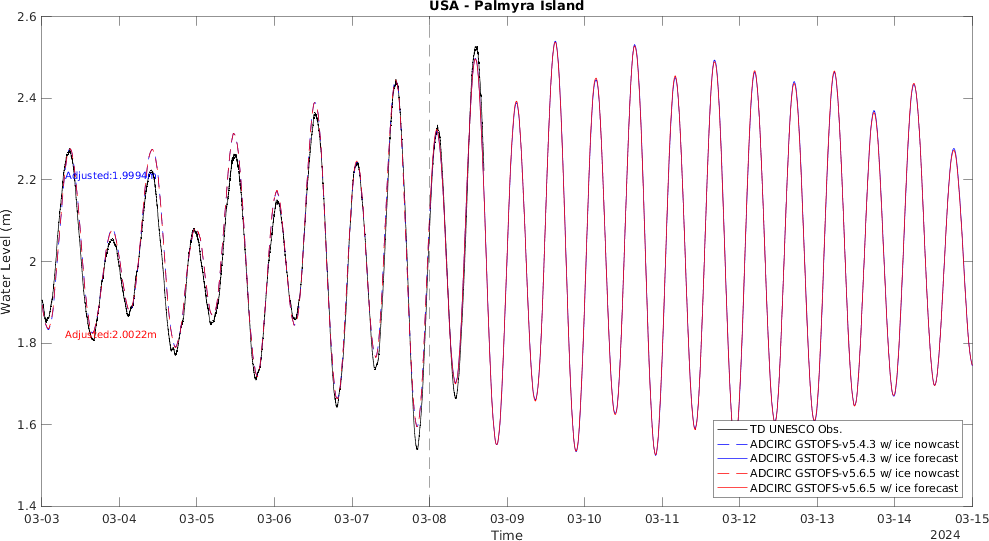 USA - Palmyra Island
2.6
2.4
2.2
2
1.8
1.6
1.4
Water Level (m)
Adjusted:1.9994m
Adjusted:2.0022m
TD UNESCO Obs.
ADCIRC GSTOFS-v5.4.3 w/ ice nowcast
ADCIRC GSTOFS-v5.4.3 w/ ice forecast
ADCIRC GSTOFS-v5.6.5 w/ ice nowcast
ADCIRC GSTOFS-v5.6.5 w/ ice forecast
03-03 03-04 03-05 03-06 03-07 03-08 03-09 03-10 03-11 03-12 03-13 03-14 03-15
Time
2024